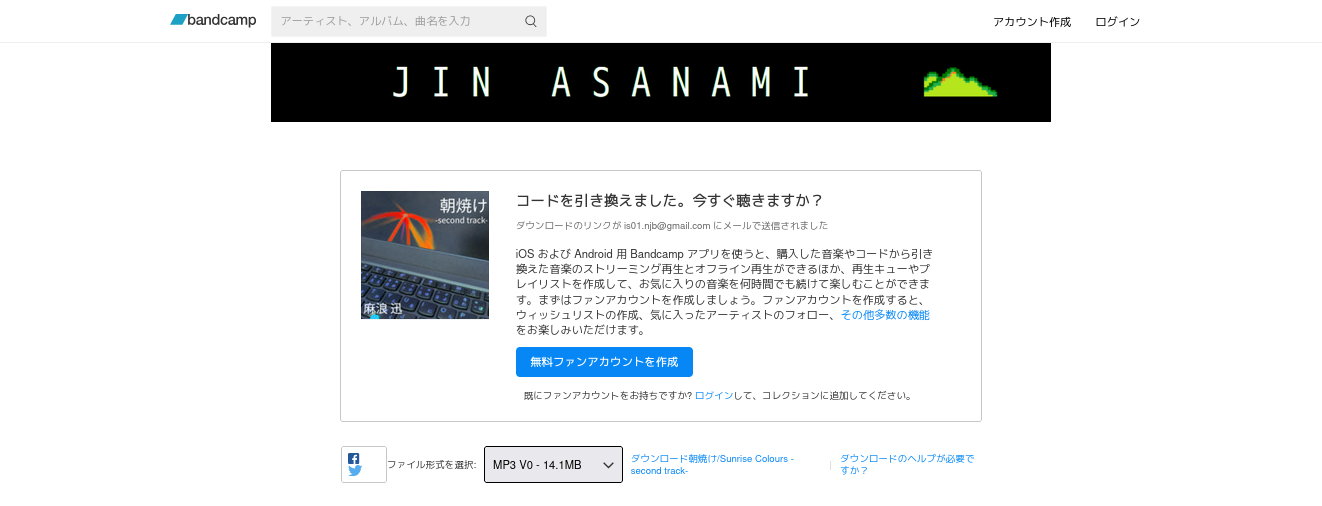 bandcamp
アーティスト、アルバム、曲名を入力
アカウント作成
ログイン
JIN ASANAMI
朝焼け
-second track-
麻浪 迅
コードを引き換えました。今すぐ聴きますか？
ダウンロードのリンクが is01.njb@gmail.com にメールで送信されました
iOS および Android 用 Bandcamp アプリを使うと、購入した音楽やコードから引き
換えた音楽のストリーミング再生とオフライン再生ができるほか、再生キューやプ
レイリストを作成して、お気に入りの音楽を何時間でも続けて楽しむことができま
す。まずはファンアカウントを作成しましょう。ファンアカウントを作成すると、
ウィッシュリストの作成、気に入ったアーティストのフォロー、その他多数の機能
をお楽しみいただけます。
無料ファンアカウントを作成
既にファンアカウントをお持ちですか? ログインして、コレクションに追加してください。
ファイル形式を選択:
MP3 V0 - 14.1MB
ダウンロード朝焼け/Sunrise Colours -
second track-
ダウンロードのヘルプが必要で
すか？